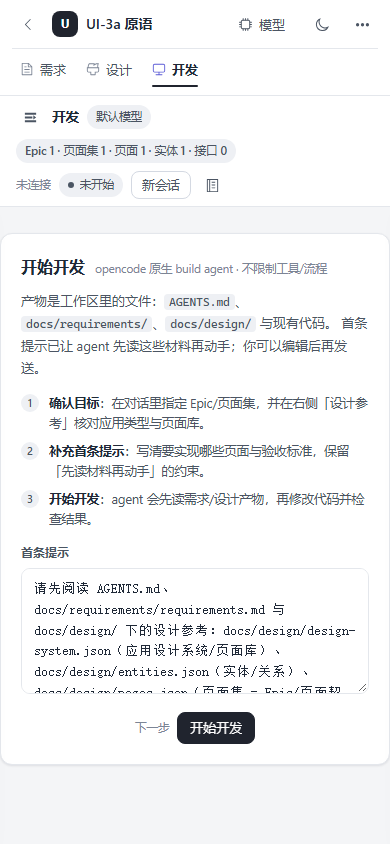 U UI-3a 原语 模型
需求 设计 开发
开发 默认模型
Epic 1 · 页面集 1 · 页面 1 · 实体 1 · 接口 0
未连接 未开始 新会话
开始开发 opencode 原生 build agent · 不限制工具/流程
产物是工作区里的文件：AGENTS.md、
docs/requirements/、docs/design/ 与现有代码。 首条
提示已让 agent 先读这些材料再动手；你可以编辑后再发
送。
1 确认目标：在对话里指定 Epic/页面集，并在右侧「设计参
考」核对应用类型与页面库。
2 补充首条提示：写清要实现哪些页面与验收标准，保留
「先读材料再动手」的约束。
3 开始开发：agent 会先读需求/设计产物，再修改代码并检
查结果。
首条提示
请先阅读 AGENTS.md、
docs/requirements/requirements.md 与
docs/design/ 下的设计参考：docs/design/design-
system.json（应用设计系统/页面库）、
docs/design/entities.json（实体/关系）、
docs/design/pages.json（页面集 = Epic/页面契
下一步 开始开发